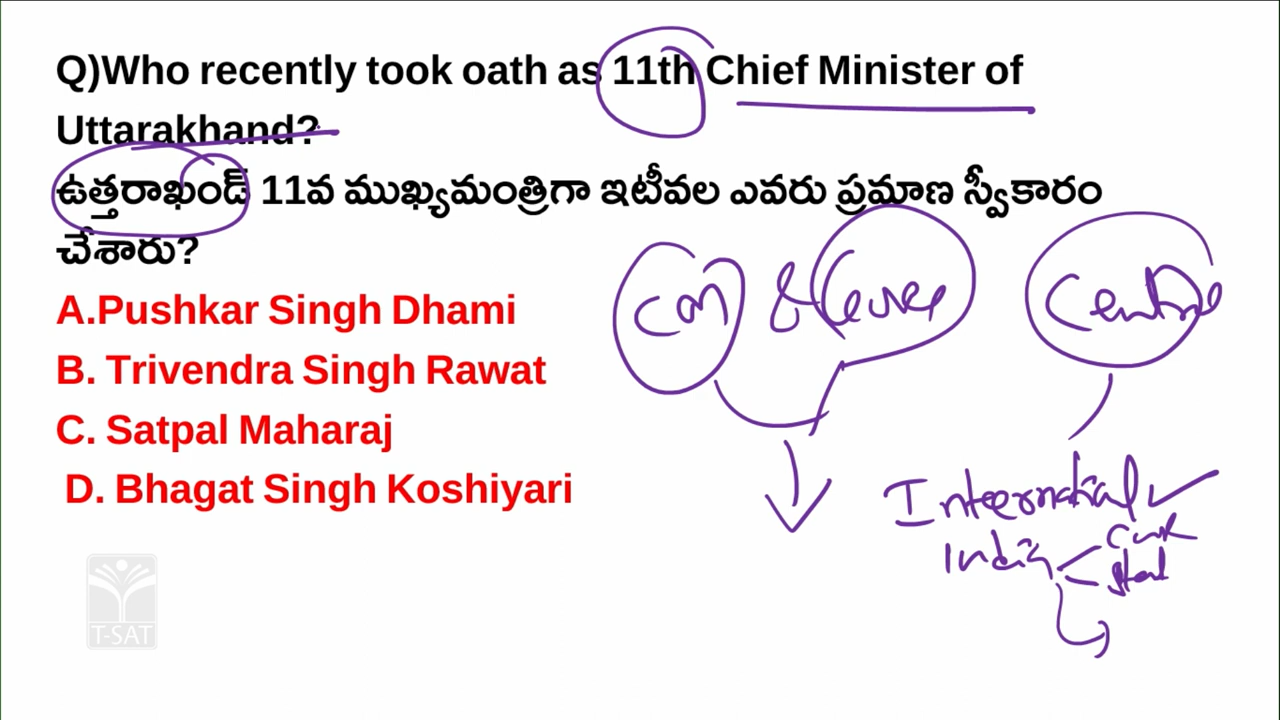 Q)Who recently took oath as 11th Chief Minister of
Uttarakhand?
ఉత్తరాఖండ్ 11వ ముఖ్యమంత్రిగా ఇటీవల ఎవరు ప్రమాణ స్వీకారం
చేశారు?
A.Pushkar Singh Dhami
B. Trivendra Singh Rawat
C. Satpal Maharaj
D. Bhagat Singh Koshiyari
CM &
Centre
India
T-SAT